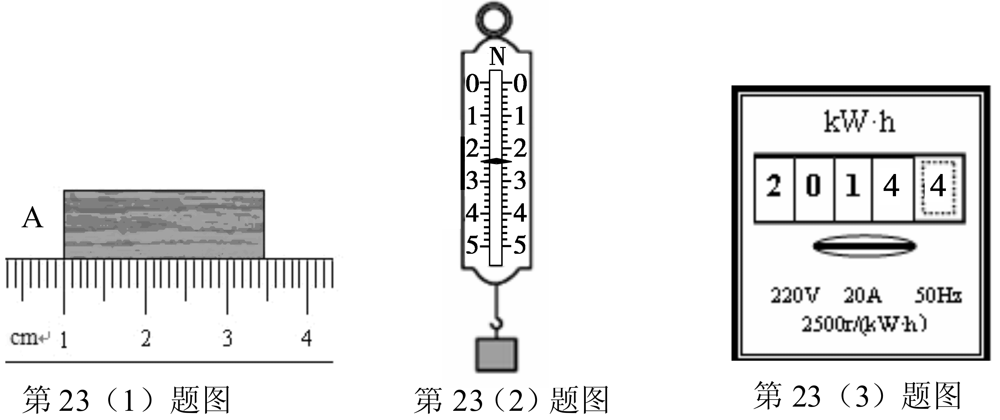 A
cm↵ 1 2 3 4
第 23（1）题图
N
0 0
1 1
2 2
3 3
4 4
5 5
第 23（2）题图
kW·h
2 0 1 4 4
220V 20A 50Hz
2500r/(kW·h)
第 23（3）题图